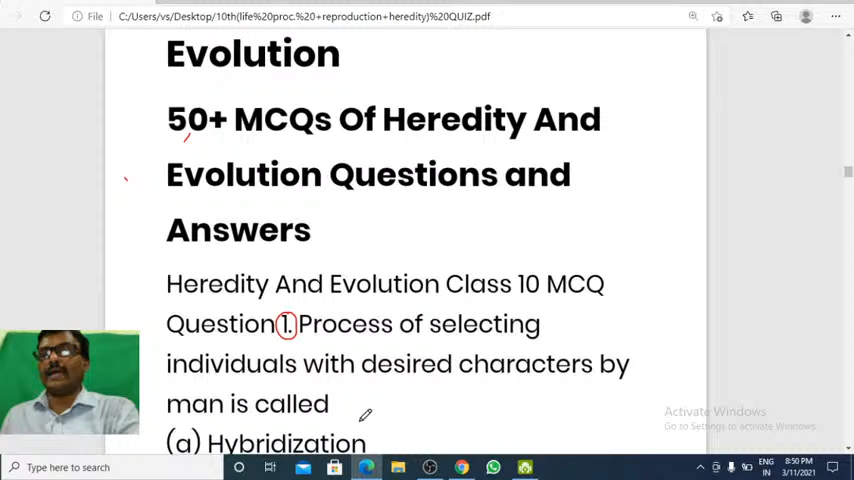 File
C:/Users/vs/Desktop/10th(life%20proc.%20+reproduction+heredity)%20QUIZ.pdf
Evolution
50+ MCQs Of Heredity And
Evolution Questions and
Answers
Heredity And Evolution Class 10 MCQ
Question 1. Process of selecting
individuals with desired characters by
man is called
(a) Hybridization
Activate Windows
Go to Settings to activate Windows.
Type here to search
ENG
IN
8:50 PM
3/11/2021